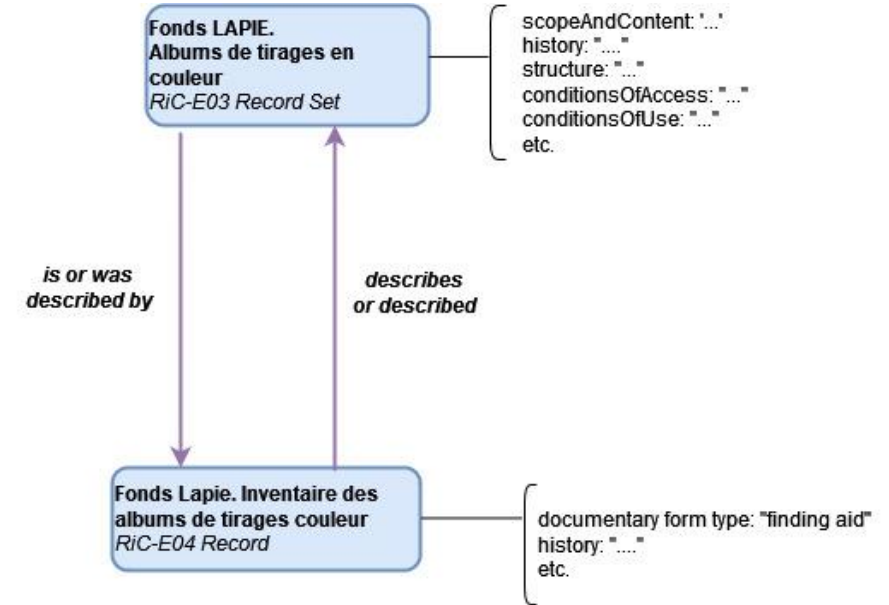 Fonds LAPIE.
Albums de tirages en
couleur
RiC-E03 Record Set
scopeAndContent: '...'
history: "...."
structure: "..."
conditionsOfAccess: "..."
conditionsOfUse: "..."
etc.
is or was
described by
describes
or described
Fonds Lapie. Inventaire des
albums de tirages couleur
RiC-E04 Record
documentary form type: "finding aid"
history: "...."
etc.